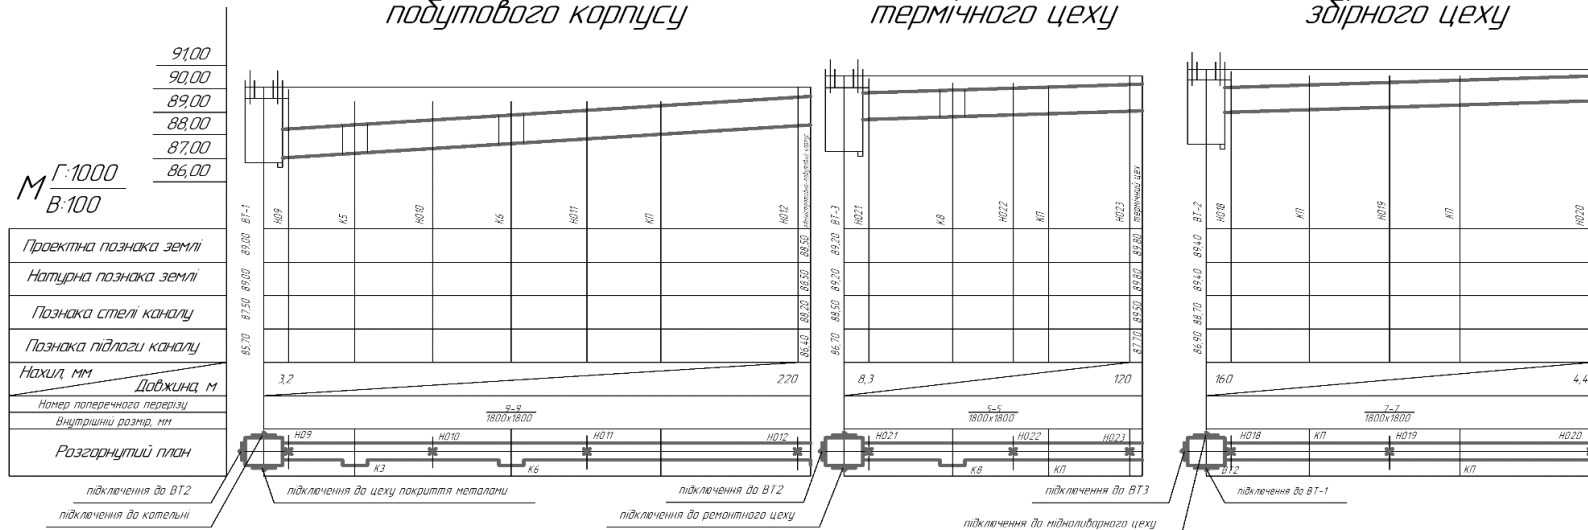 побутового корпусу
термічного цеху
збірного цеху
91,00
90,00
89,00
88,00
87,00
86,00
М Г:1000
В:100
ВТ-1
НО9
К5
НО10
К6
НО11
КП
НО12
ВТ-3
НО21
К8
НО22
КП
НО23
термічний цех
ВТ-2
НО18
КП
НО19
КП
НО20
Проектна познака землі
89,00
88,50
89,20
89,80
89,40
Натурна познака землі
89,00
88,50
89,20
89,80
89,40
Познака стелі каналу
87,50
88,20
88,50
89,50
88,70
Познака підлоги каналу
85,70
86,40
86,70
87,70
86,90
Нахил, мм
Довжина, м
3,2
220
8,3
120
160
4,4
Номер поперечного перерізу
9-9
5-5
7-7
Внутрішній розмір, мм
1800х1800
1800х1800
1800х1800
Розгорнутий план
НО9
НО10
НО11
НО12
К3
К6
НО21
НО22
НО23
К8
КП
НО18
КП
НО19
НО20
ВТ2
КП
підключення до ВТ2
підключення до цеху покриття металами
підключення до ВТ2
підключення до ВТ3
підключення до ВТ-1
підключення до котельні
підключення до ремонтного цеху
підключення до мідноливарного цеху